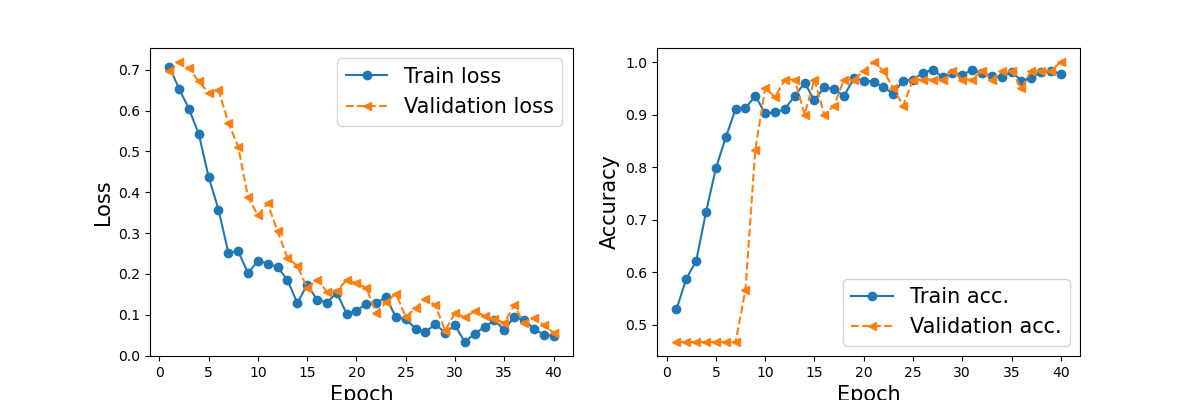 0.7
0.6
0.5
0.4
0.3
0.2
0.1
0.0
Loss
Train loss
Validation loss
0 5 10 15 20 25 30 35 40
Epoch
1.0
0.9
0.8
0.7
0.6
0.5
Accuracy
Train acc.
Validation acc.
0 5 10 15 20 25 30 35 40
Epoch